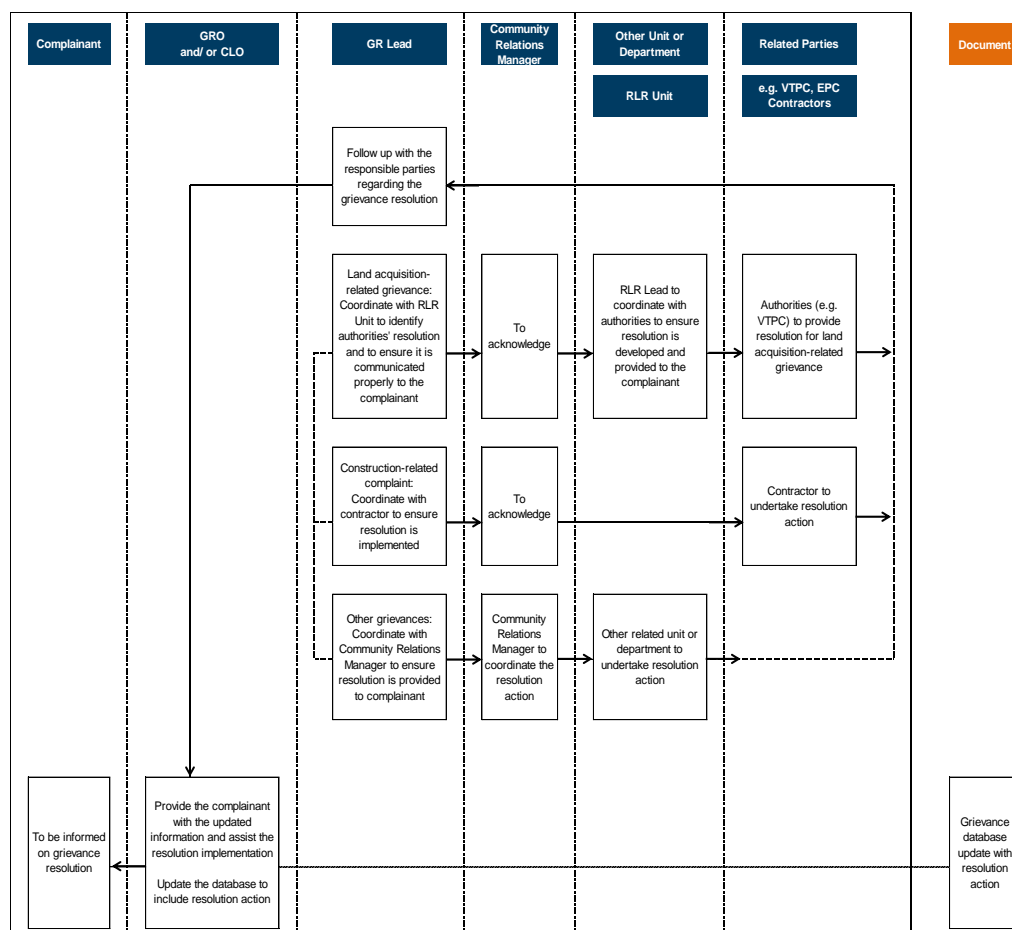 Complainant
GRO
and/ or CLO
GR Lead
Community
Relations
Manager
Other Unit or
Department
Related Parties
Document
RLR Unit
e.g. VTPC, EPC
Contractors
Follow up with the
responsible parties
regarding the
grievance resolution
Land acquisition-
related grievance:
Coordinate with RLR
Unit to identify
authorities' resolution
and to ensure it is
communicated
properly to the
complainant
To
acknowledge
RLR Lead to
coordinate with
authorities to ensure
resolution is
developed and
provided to the
complainant
Authorities (e.g.
VTPC) to provide
resolution for land
acquisition-related
grievance
Construction-related
complaint:
Coordinate with
contractor to ensure
resolution is
implemented
To
acknowledge
Contractor to
undertake resolution
action
Other grievances:
Coordinate with
Community Relations
Manager to ensure
resolution is provided
to complainant
Community
Relations
Manager to
coordinate the
resolution
action
Other related unit or
department to
undertake resolution
action
To be informed
on grievance
resolution
Provide the complainant
with the updated
information and assist the
resolution implementation
Update the database to
include resolution action
Grievance
database
update with
resolution
action